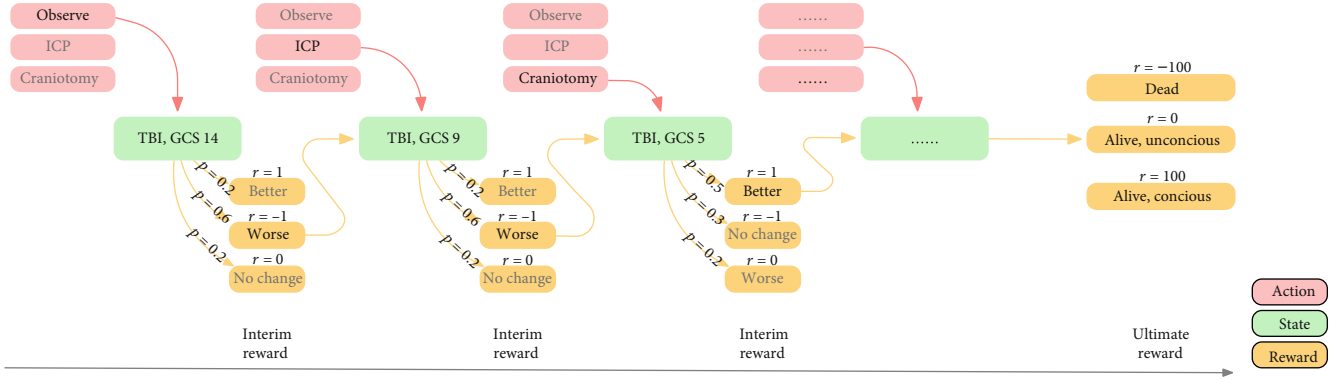 Observe
ICP
Craniotomy
Observe
ICP
Craniotomy
Observe
ICP
Craniotomy
......
......
......
TBI, GCS 14
TBI, GCS 9
TBI, GCS 5
......
p = 0.2
r = 1
Better
p = 0.6
r = –1
Worse
p = 0.2
r = 0
No change
p = 0.2
r = 1
Better
p = 0.6
r = –1
Worse
p = 0.2
r = 0
No change
p = 0.5
r = 1
Better
p = 0.3
r = –1
No change
p = 0.2
r = 0
Worse
r = –100
Dead
r = 0
Alive, unconcious
r = 100
Alive, concious
Interim
reward
Interim
reward
Interim
reward
Ultimate
reward
Action
State
Reward